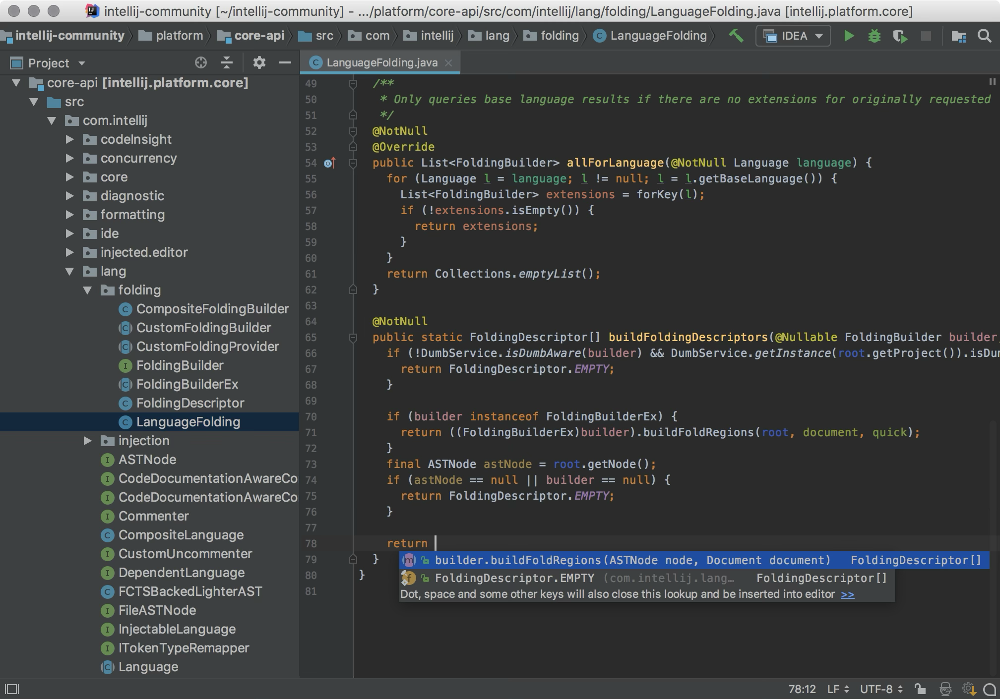 intellij-community [~/intellij-community] - .../platform/core-api/src/com/intellij/lang/folding/LanguageFolding.java [intellij.platform.core]
intellij-community platform core-api src com intellij lang folding C LanguageFolding IDEA
Project
core-api [intellij.platform.core]
src
com.intellij
codeInsight
concurrency
core
diagnostic
formatting
ide
injected.editor
lang
folding
C CompositeFoldingBuilder
C CustomFoldingBuilder
C CustomFoldingProvider
I FoldingBuilder
C FoldingBuilderEx
C FoldingDescriptor
C LanguageFolding
injection
I ASTNode
I CodeDocumentationAwareCo
I CodeDocumentationAwareCo
I Commenter
C CompositeLanguage
I CustomUncommenter
I DependentLanguage
C FCTSBackedLighterAST
I FileASTNode
I InjectableLanguage
I ITokenTypeRemapper
C Language
C LanguageFolding.java
49 /**
50 * Only queries base language results if there are no extensions for originally requested
51 */
52 @NotNull
53 @Override
54 public List<FoldingBuilder> allForLanguage(@NotNull Language language) {
55 for (Language l = language; l != null; l = l.getBaseLanguage()) {
56 List<FoldingBuilder> extensions = forKey(l);
57 if (!extensions.isEmpty()) {
58 return extensions;
59 }
60 }
61 return Collections.emptyList();
62 }
63
64 @NotNull
65 public static FoldingDescriptor[] buildFoldingDescriptors(@Nullable FoldingBuilder builder,
66 if (!DumbService.isDumbAware(builder) && DumbService.getInstance(root.getProject()).isDum
67 return FoldingDescriptor.EMPTY;
68 }
69
70 if (builder instanceof FoldingBuilderEx) {
71 return ((FoldingBuilderEx)builder).buildFoldRegions(root, document, quick);
72 }
73 final ASTNode astNode = root.getNode();
74 if (astNode == null || builder == null) {
75 return FoldingDescriptor.EMPTY;
76 }
77
78 return
79 }
80 }
81
m builder.buildFoldRegions(ASTNode node, Document document) FoldingDescriptor[]
f FoldingDescriptor.EMPTY (com.intellij.lang… FoldingDescriptor[]
Dot, space and some other keys will also close this lookup and be inserted into editor >>
78:12 LF UTF-8